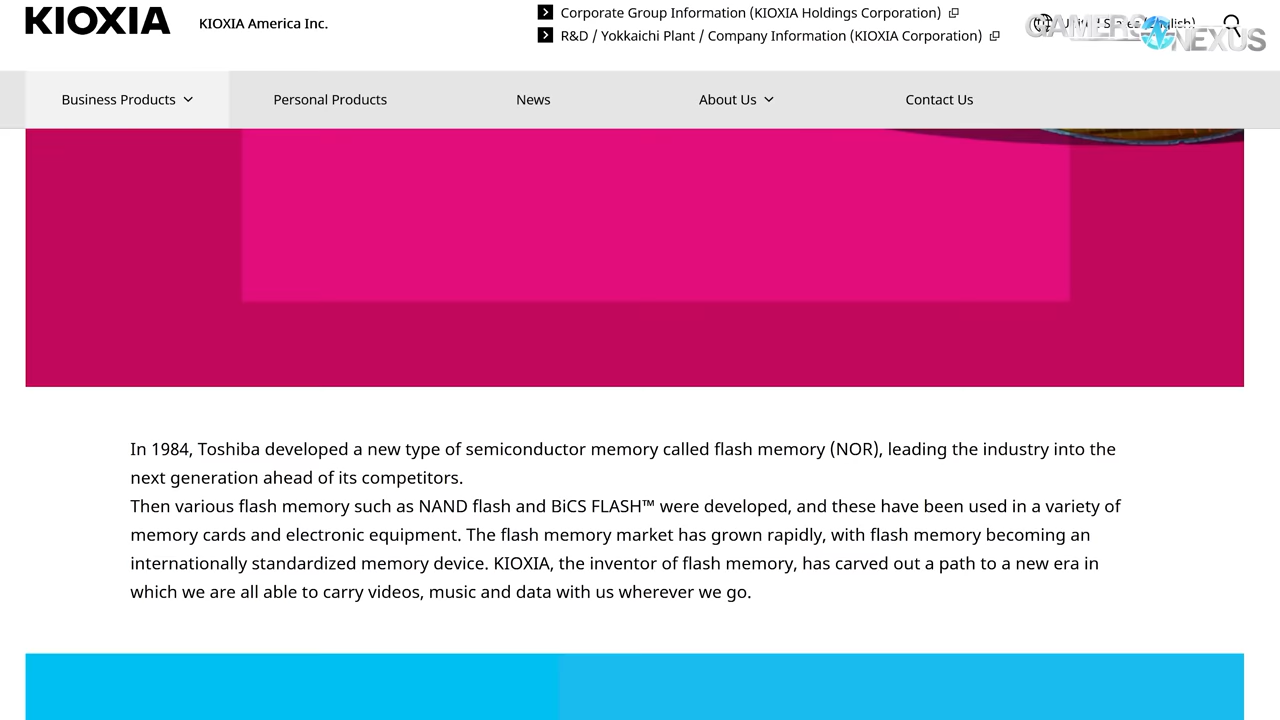 KIOXIA
KIOXIA America Inc.
Corporate Group Information (KIOXIA Holdings Corporation)
R&D / Yokkaichi Plant / Company Information (KIOXIA Corporation)
United States (English)
GAMERS NEXUS
Business Products
Personal Products
News
About Us
Contact Us
In 1984, Toshiba developed a new type of semiconductor memory called flash memory (NOR), leading the industry into the
next generation ahead of its competitors.
Then various flash memory such as NAND flash and BiCS FLASH™ were developed, and these have been used in a variety of
memory cards and electronic equipment. The flash memory market has grown rapidly, with flash memory becoming an
internationally standardized memory device. KIOXIA, the inventor of flash memory, has carved out a path to a new era in
which we are all able to carry videos, music and data with us wherever we go.